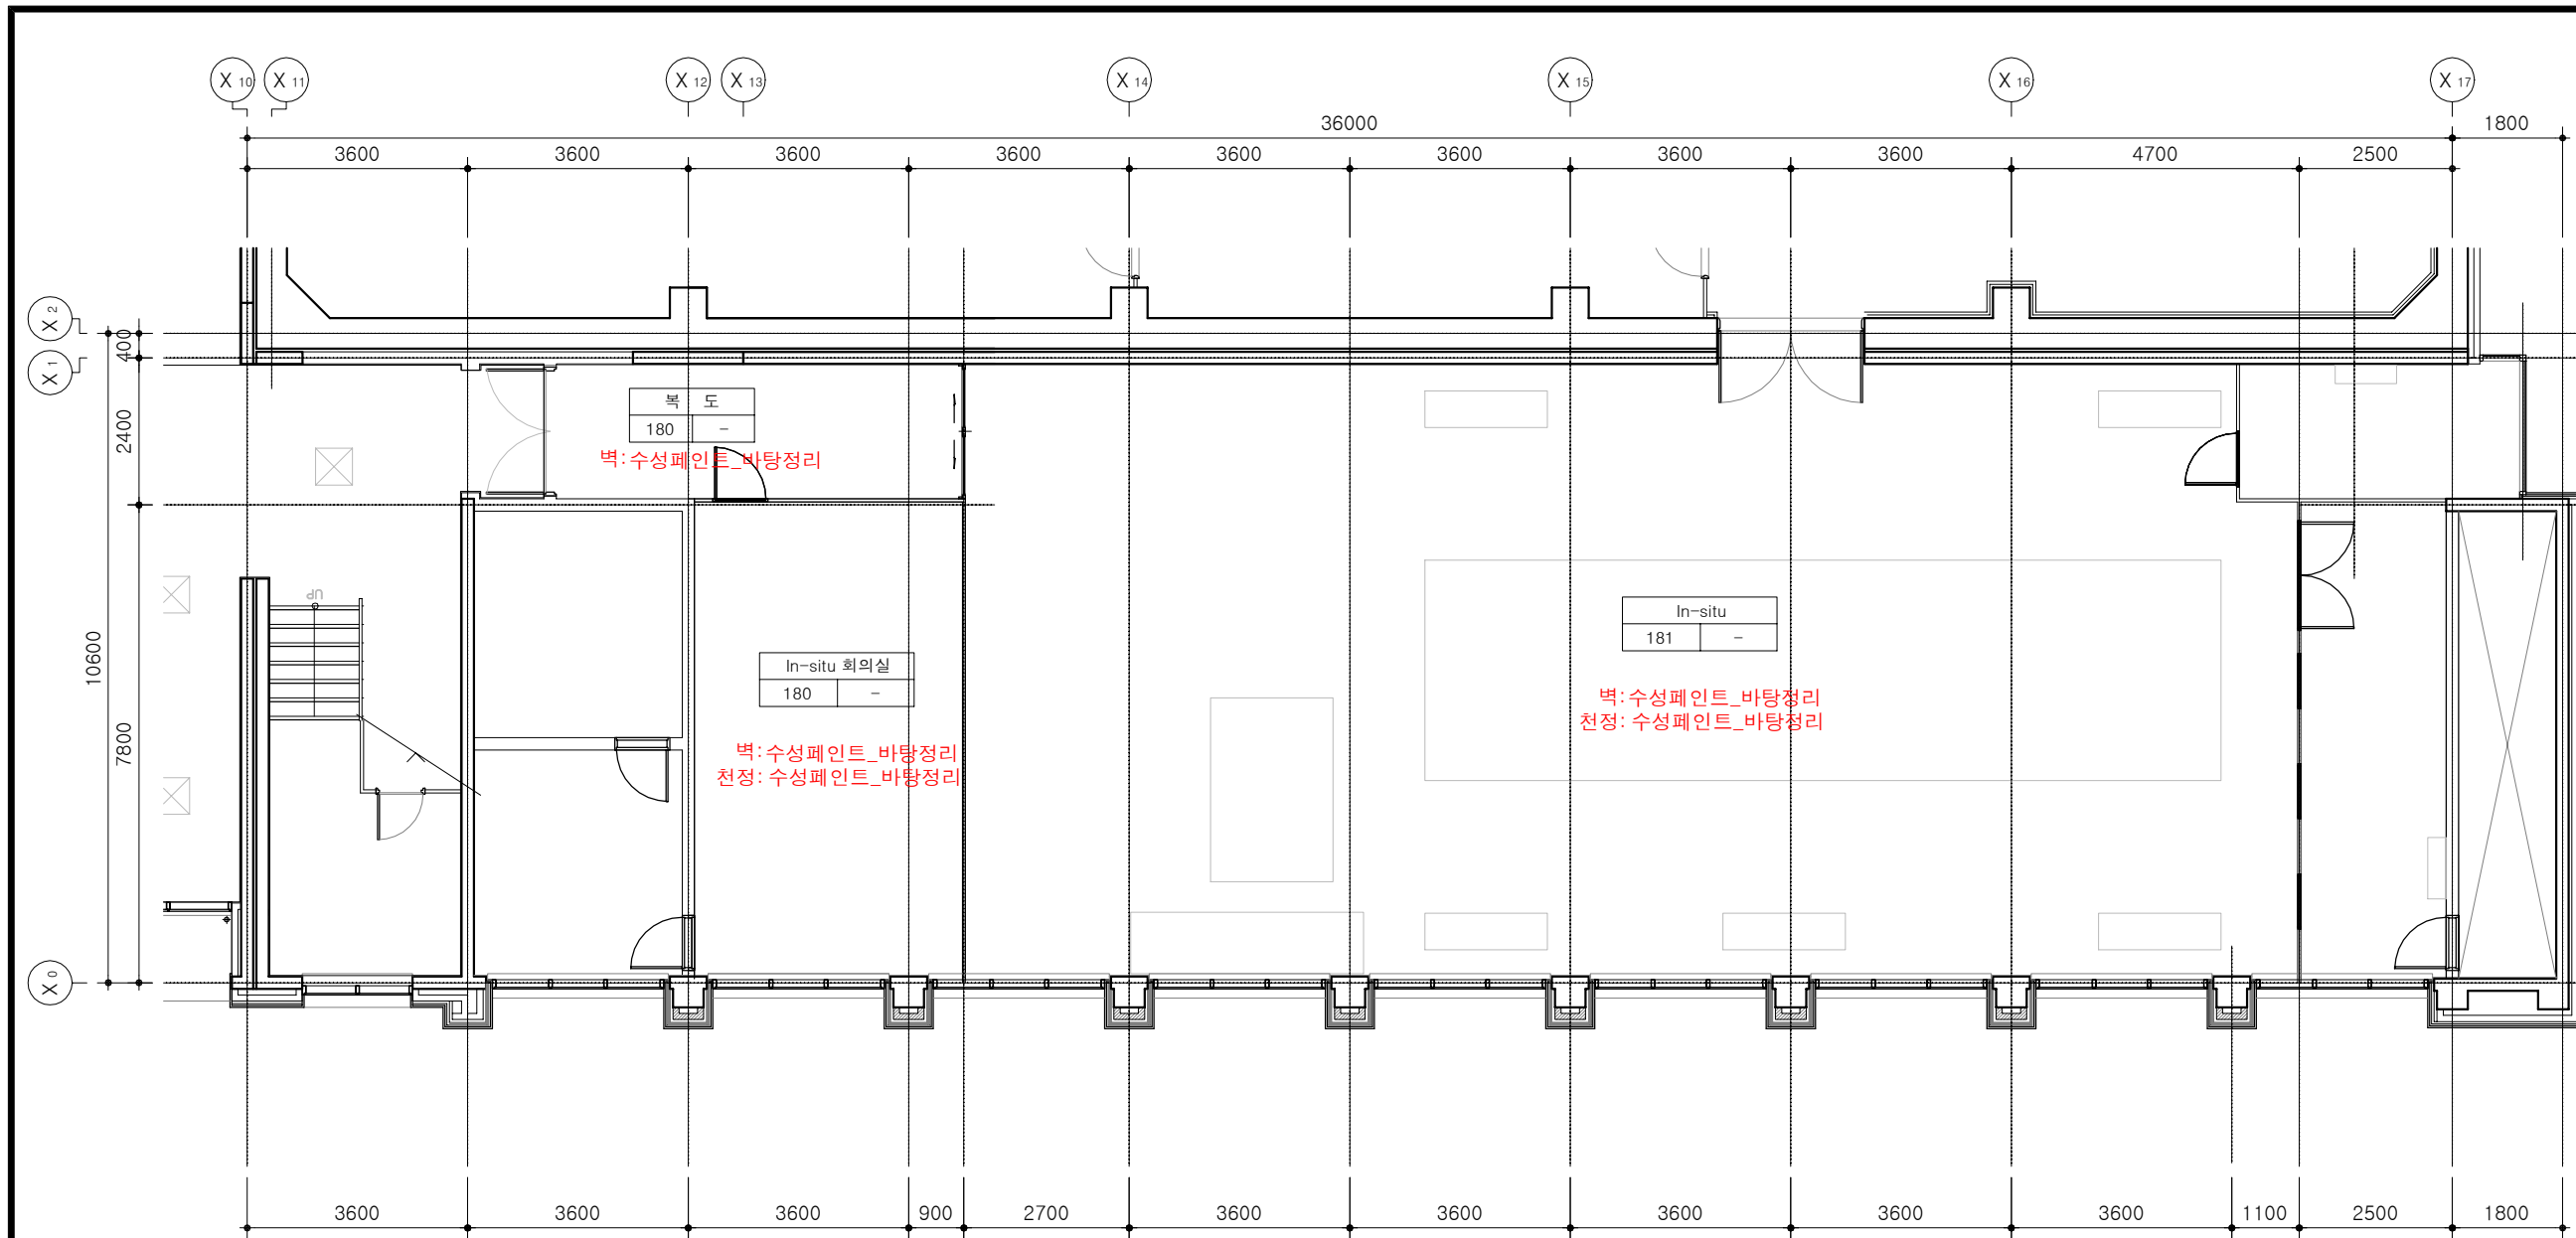 X 10 X 11 X 12 X 13 X 14 X 15 X 16 X 17
36000 1800
3600 3600 3600 3600 3600 3600 3600 3600 4700 2500
X 2
400
X 1
복 도
2400
180 -
벽:수성페인트_바탕정리
UP
In-situ
10600
181 -
In-situ 회의실
180 -
벽:수성페인트_바탕정리
천정: 수성페인트_바탕정리
7800
벽:수성페인트_바탕정리
천정: 수성페인트_바탕정리
X 0
3600 3600 3600 900 2700 3600 3600 3600 3600 3600 1100 2500 1800